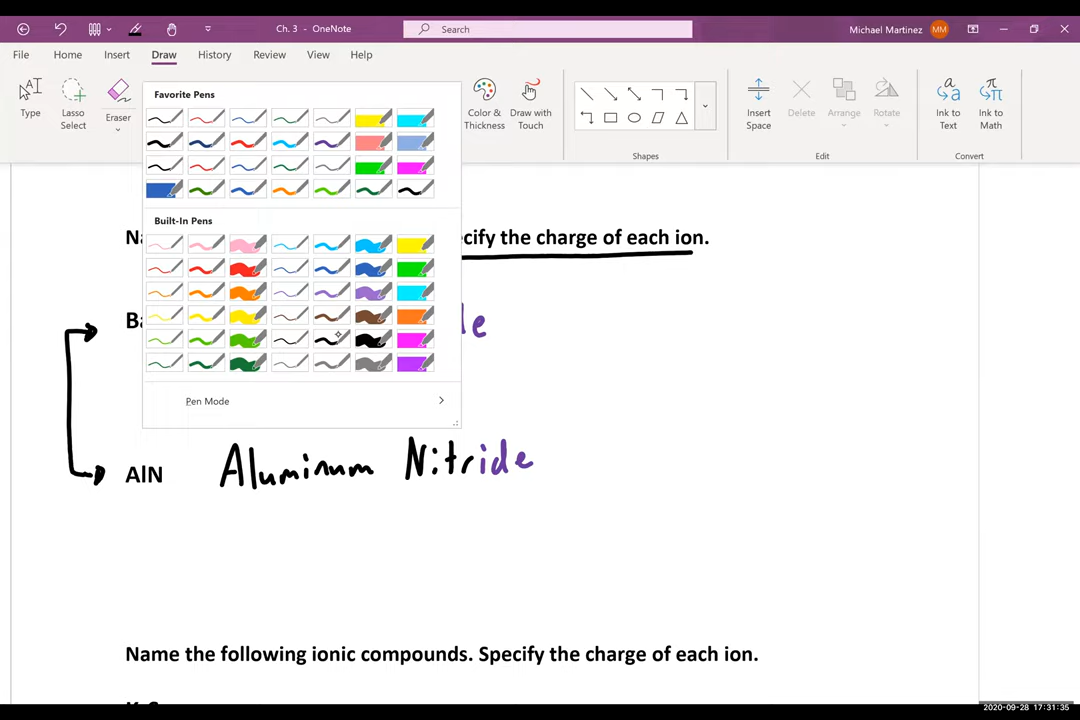 Ch. 3 - OneNote
Search
Michael Martinez
MM
File Home Insert Draw History Review View Help
Type
Lasso Select
Eraser
Favorite Pens
Built-In Pens
Pen Mode
Color & Thickness
Draw with Touch
Shapes
Insert Space
Delete
Arrange
Rotate
Edit
Ink to Text
Ink to Math
Convert
the charge of each ion.
AlN Aluminum Nitride
Name the following ionic compounds. Specify the charge of each ion.
2020-09-28 17:31:35